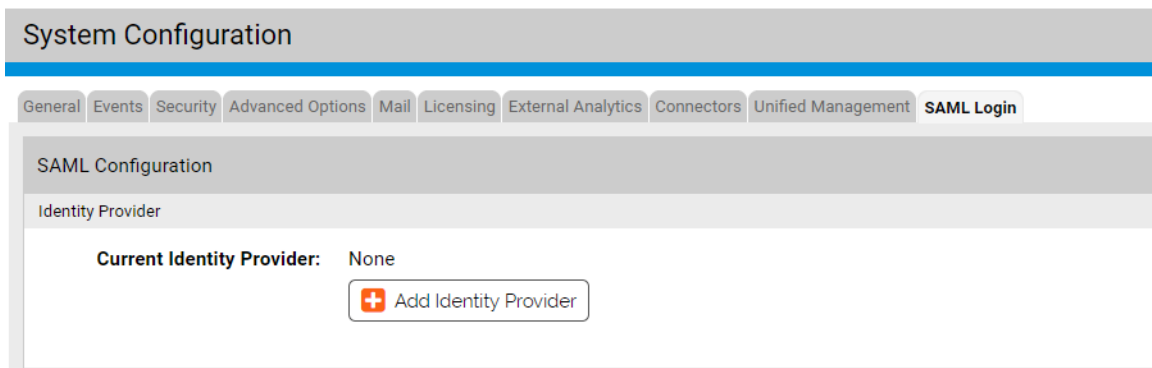 System Configuration
General Events Security Advanced Options Mail Licensing External Analytics Connectors Unified Management SAML Login
SAML Configuration
Identity Provider
Current Identity Provider: None
Add Identity Provider